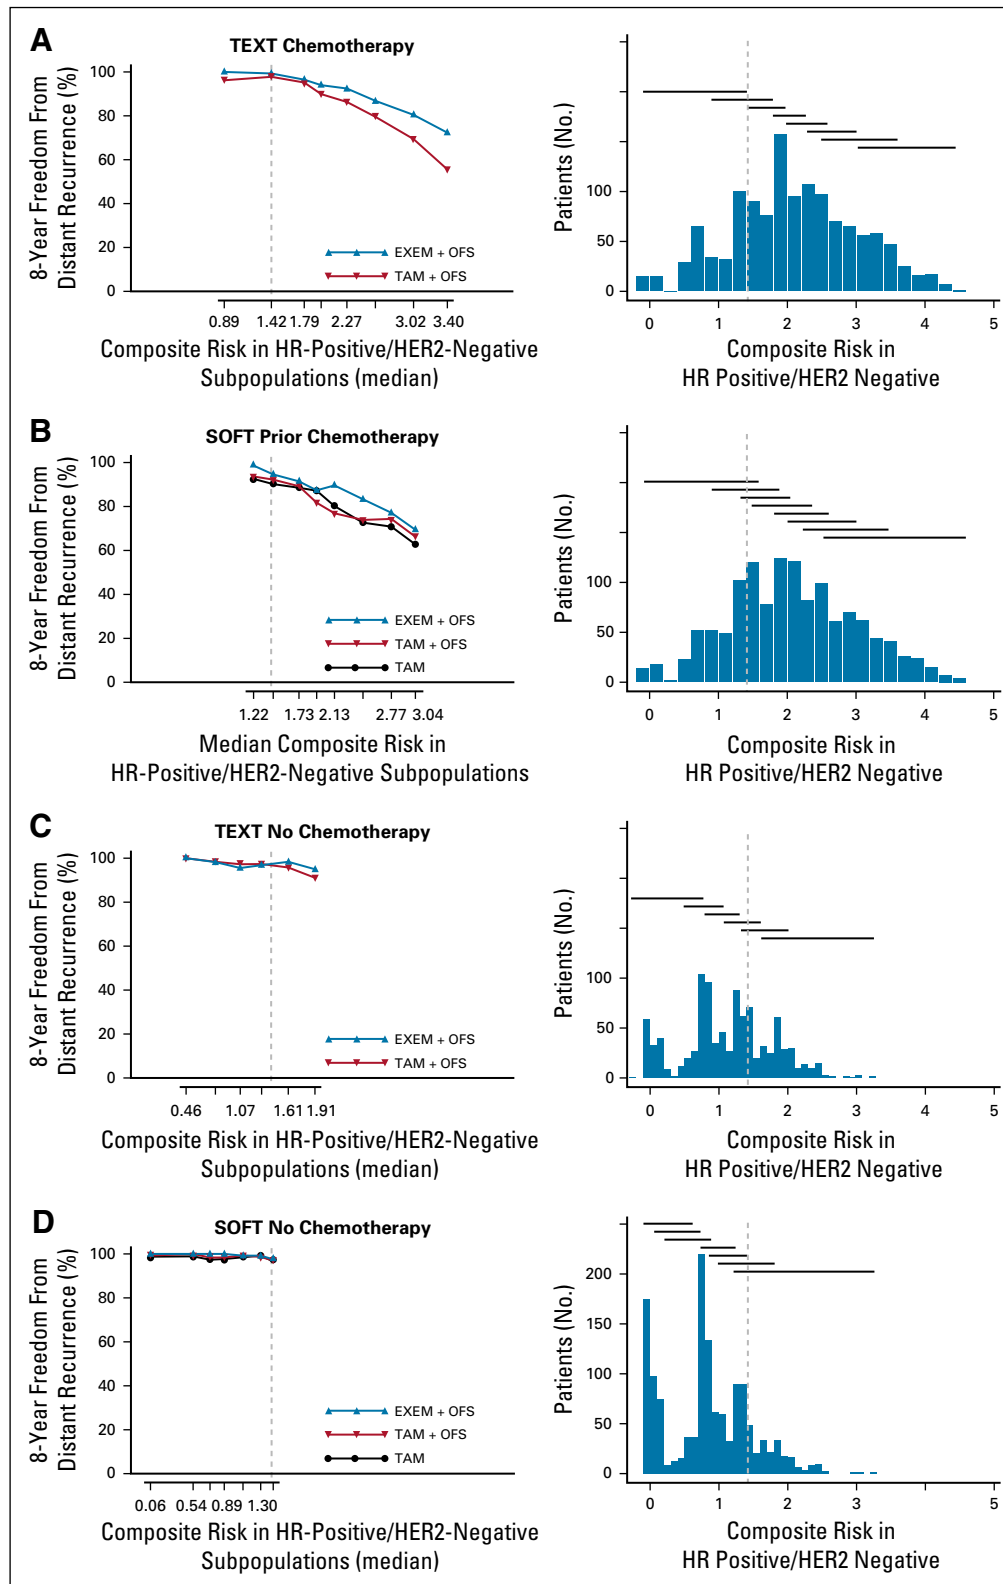 A
TEXT Chemotherapy
8-Year Freedom From
Distant Recurrence (%)
100
80
60
40
20
0
EXEM + OFS
TAM + OFS
0.89 1.42 1.79 2.27 3.02 3.40
Composite Risk in HR-Positive/HER2-Negative
Subpopulations (median)
Patients (No.)
100
50
0
0 1 2 3 4 5
Composite Risk in
HR Positive/HER2 Negative
B
SOFT Prior Chemotherapy
8-Year Freedom From
Distant Recurrence (%)
100
80
60
40
20
0
EXEM + OFS
TAM + OFS
TAM
1.22 1.73 2.13 2.77 3.04
Median Composite Risk in
HR-Positive/HER2-Negative Subpopulations
Patients (No.)
100
50
0
0 1 2 3 4 5
Composite Risk in
HR Positive/HER2 Negative
C
TEXT No Chemotherapy
8-Year Freedom From
Distant Recurrence (%)
100
80
60
40
20
0
EXEM + OFS
TAM + OFS
0.46 1.07 1.61 1.91
Composite Risk in HR-Positive/HER2-Negative
Subpopulations (median)
Patients (No.)
100
50
0
0 1 2 3 4 5
Composite Risk in
HR Positive/HER2 Negative
D
SOFT No Chemotherapy
8-Year Freedom From
Distant Recurrence (%)
100
80
60
40
20
0
EXEM + OFS
TAM + OFS
TAM
0.06 0.54 0.89 1.30
Composite Risk in HR-Positive/HER2-Negative
Subpopulations (median)
Patients (No.)
200
150
100
50
0
0 1 2 3 4 5
Composite Risk in
HR Positive/HER2 Negative